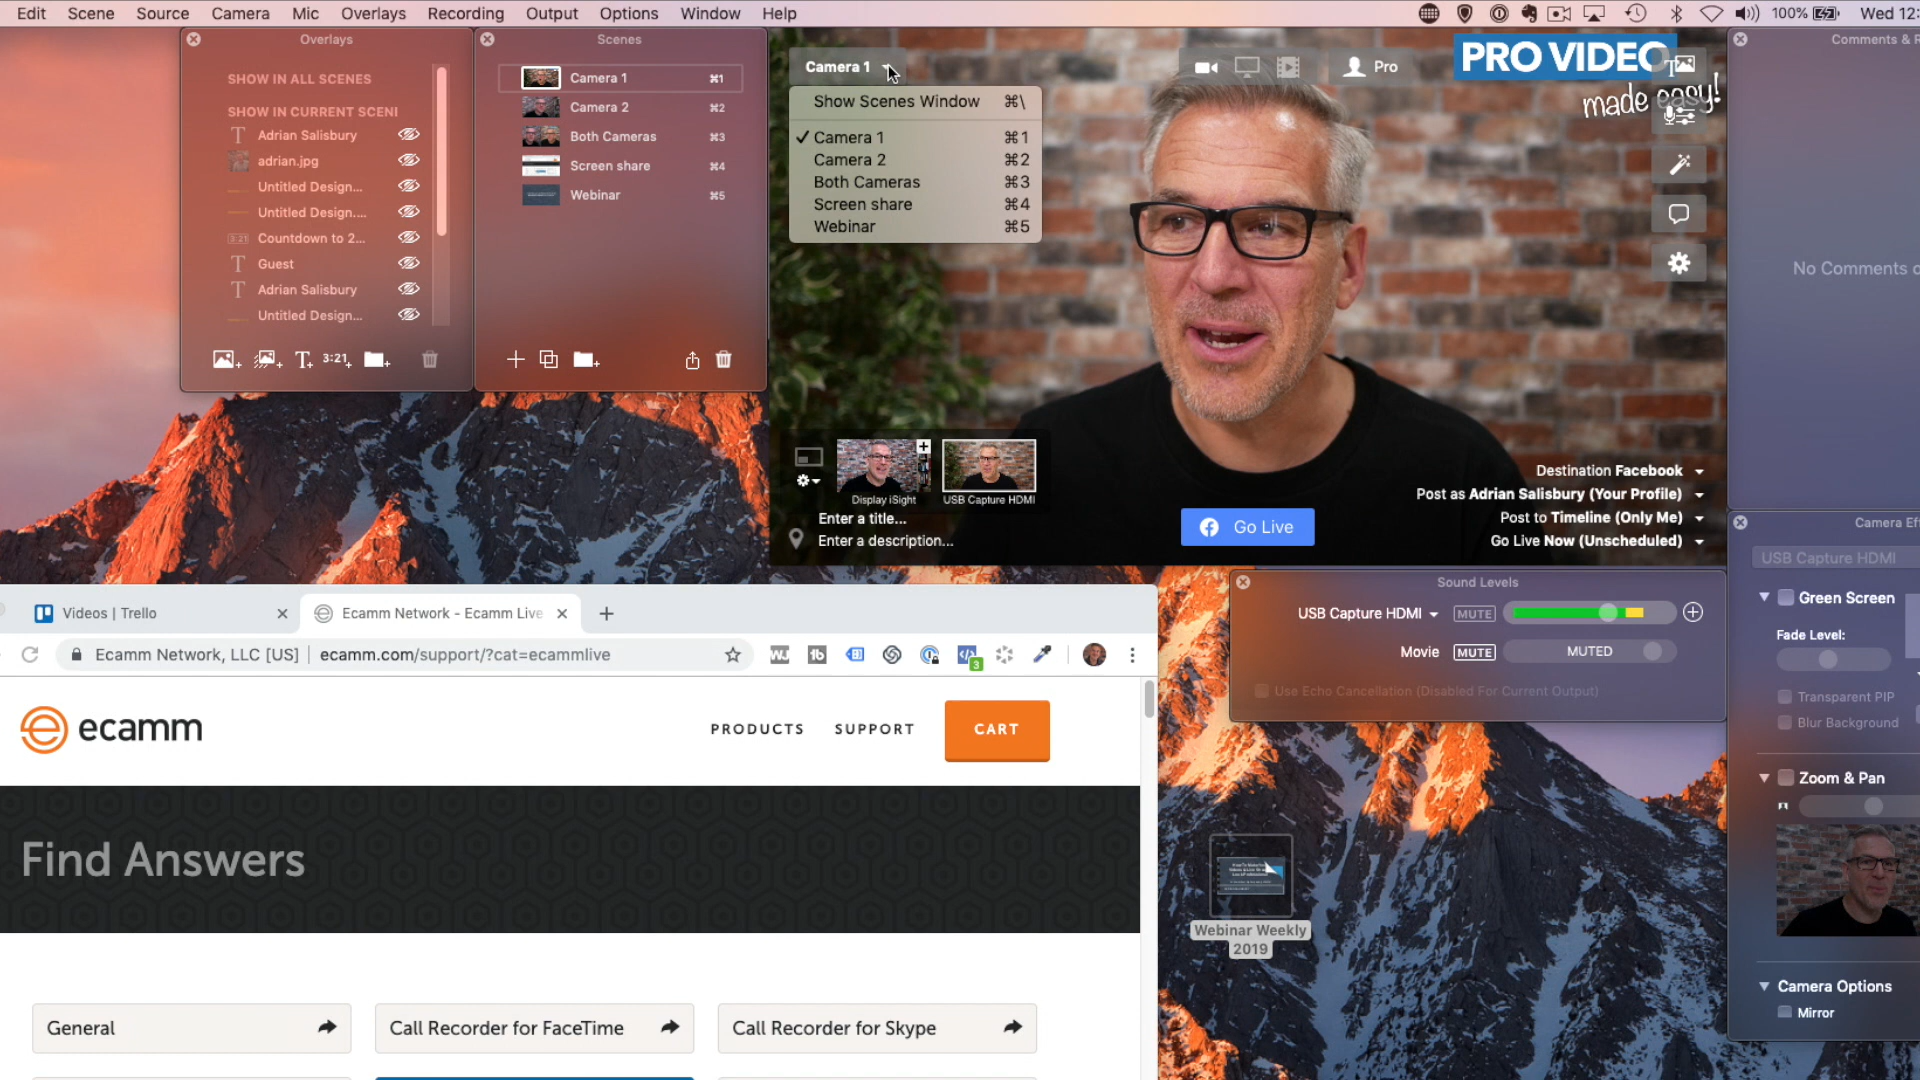 Edit Scene Source Camera Mic Overlays Recording Output Options Window Help 100% Wed 12:
Overlays
SHOW IN ALL SCENES
SHOW IN CURRENT SCENI
Adrian Salisbury
adrian.jpg
Untitled Design...
Untitled Design....
Countdown to 2...
Guest
Adrian Salisbury
Untitled Design...
3:21
Scenes
Camera 1 ⌘1
Camera 2 ⌘2
Both Cameras ⌘3
Screen share ⌘4
Webinar ⌘5
Camera 1
Show Scenes Window ⌘\
✓ Camera 1 ⌘1
Camera 2 ⌘2
Both Cameras ⌘3
Screen share ⌘4
Webinar ⌘5
Pro
PRO VIDEO
made easy!
Display iSight
USB Capture HDMI
Enter a title...
Enter a description...
Go Live
Destination Facebook
Post as Adrian Salisbury (Your Profile)
Post to Timeline (Only Me)
Go Live Now (Unscheduled)
Comments & R
No Comments o
Sound Levels
USB Capture HDMI MUTE
Movie MUTE MUTED
Use Echo Cancellation (Disabled For Current Output)
Camera Eff
USB Capture HDMI
Green Screen
Fade Level:
Transparent PIP
Blur Background
Zoom & Pan
Camera Options
Mirror
Videos | Trello
Ecamm Network - Ecamm Live
Ecamm Network, LLC [US] | ecamm.com/support/?cat=ecammlive
3
ecamm
PRODUCTS SUPPORT CART
Find Answers
General
Call Recorder for FaceTime
Call Recorder for Skype
Webinar Weekly
2019